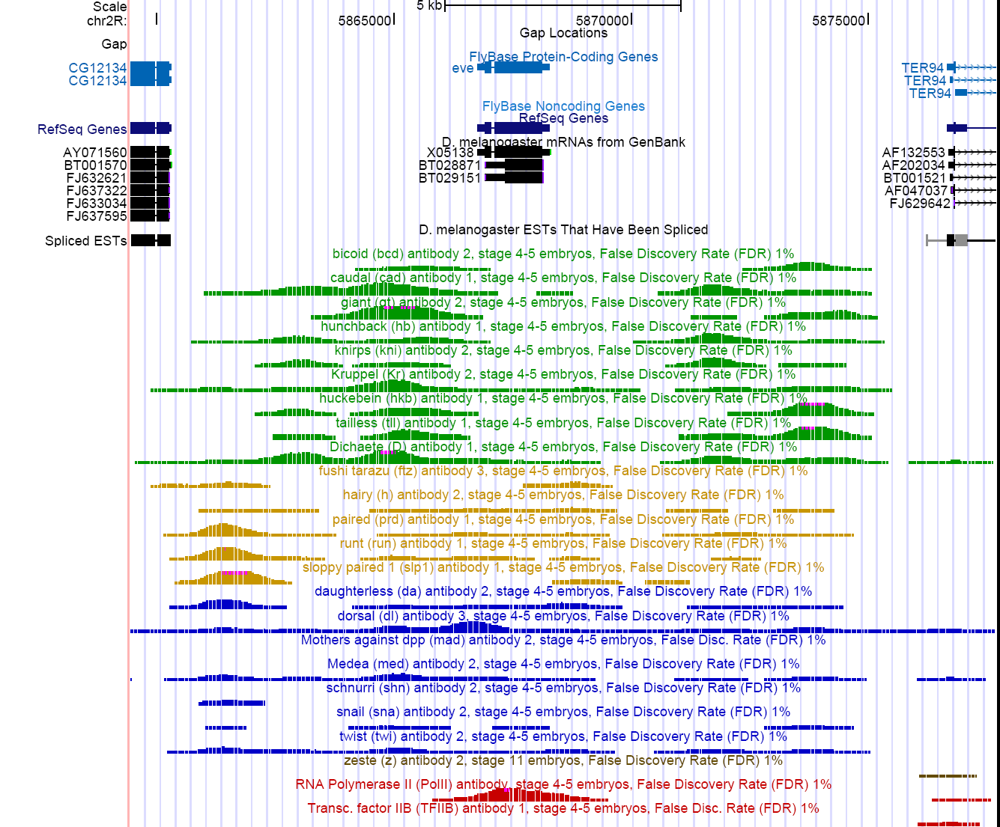 Scale 5 kb
chr2R: 5865000 5870000 5875000
Gap Locations
Gap
FlyBase Protein-Coding Genes
CG12134 eve TER94
CG12134 TER94
TER94
FlyBase Noncoding Genes
RefSeq Genes
RefSeq Genes
D. melanogaster mRNAs from GenBank
AY071560 X05138 AF132553
BT001570 BT028871 AF202034
FJ632621 BT029151 BT001521
FJ637322 AF047037
FJ633034 FJ629642
FJ637595
D. melanogaster ESTs That Have Been Spliced
Spliced ESTs
bicoid (bcd) antibody 2, stage 4-5 embryos, False Discovery Rate (FDR) 1%
caudal (cad) antibody 1, stage 4-5 embryos, False Discovery Rate (FDR) 1%
giant (gt) antibody 2, stage 4-5 embryos, False Discovery Rate (FDR) 1%
hunchback (hb) antibody 1, stage 4-5 embryos, False Discovery Rate (FDR) 1%
knirps (kni) antibody 2, stage 4-5 embryos, False Discovery Rate (FDR) 1%
Kruppel (Kr) antibody 2, stage 4-5 embryos, False Discovery Rate (FDR) 1%
huckebein (hkb) antibody 1, stage 4-5 embryos, False Discovery Rate (FDR) 1%
tailless (tll) antibody 1, stage 4-5 embryos, False Discovery Rate (FDR) 1%
Dichaete (D) antibody 1, stage 4-5 embryos, False Discovery Rate (FDR) 1%
fushi tarazu (ftz) antibody 3, stage 4-5 embryos, False Discovery Rate (FDR) 1%
hairy (h) antibody 2, stage 4-5 embryos, False Discovery Rate (FDR) 1%
paired (prd) antibody 1, stage 4-5 embryos, False Discovery Rate (FDR) 1%
runt (run) antibody 1, stage 4-5 embryos, False Discovery Rate (FDR) 1%
sloppy paired 1 (slp1) antibody 1, stage 4-5 embryos, False Discovery Rate (FDR) 1%
daughterless (da) antibody 2, stage 4-5 embryos, False Discovery Rate (FDR) 1%
dorsal (dl) antibody 3, stage 4-5 embryos, False Discovery Rate (FDR) 1%
Mothers against dpp (mad) antibody 2, stage 4-5 embryos, False Disc. Rate (FDR) 1%
Medea (med) antibody 2, stage 4-5 embryos, False Discovery Rate (FDR) 1%
schnurri (shn) antibody 2, stage 4-5 embryos, False Discovery Rate (FDR) 1%
snail (sna) antibody 2, stage 4-5 embryos, False Discovery Rate (FDR) 1%
twist (twi) antibody 2, stage 4-5 embryos, False Discovery Rate (FDR) 1%
zeste (z) antibody 2, stage 11 embryos, False Discovery Rate (FDR) 1%
RNA Polymerase II (PolII) antibody, stage 4-5 embryos, False Discovery Rate (FDR) 1%
Transc. factor IIB (TFIIB) antibody 1, stage 4-5 embryos, False Disc. Rate (FDR) 1%